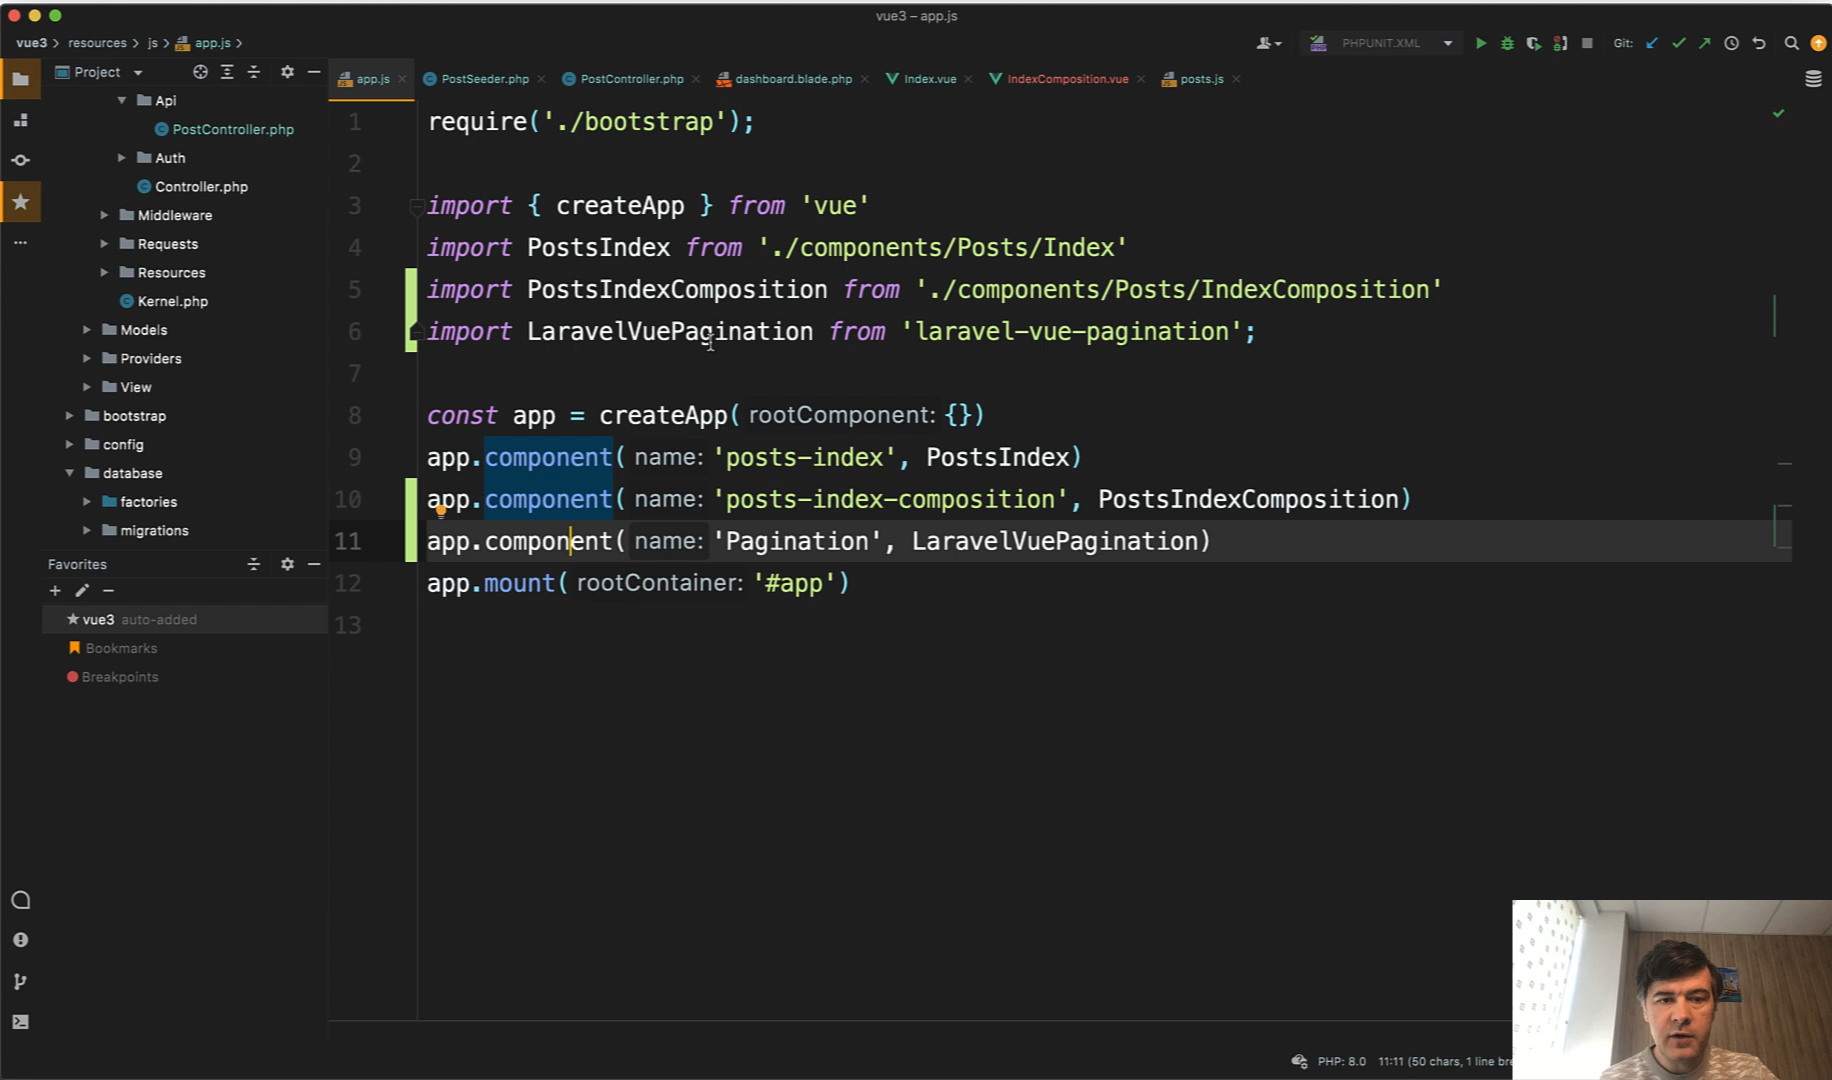 vue3 – app.js
vue3 > resources > js > app.js >
PHPUNIT.XML
Git:
Project
app.js
PostSeeder.php
PostController.php
dashboard.blade.php
Index.vue
IndexComposition.vue
posts.js
Api
PostController.php
Auth
Controller.php
Middleware
Requests
Resources
Kernel.php
Models
Providers
View
bootstrap
config
database
factories
migrations
Favorites
vue3 auto-added
Bookmarks
Breakpoints
1 require('./bootstrap');
2
3 import { createApp } from 'vue'
4 import PostsIndex from './components/Posts/Index'
5 import PostsIndexComposition from './components/Posts/IndexComposition'
6 import LaravelVuePagination from 'laravel-vue-pagination';
7
8 const app = createApp( rootComponent: {})
9 app.component( name: 'posts-index', PostsIndex)
10 app.component( name: 'posts-index-composition', PostsIndexComposition)
11 app.component( name: 'Pagination', LaravelVuePagination)
12 app.mount( rootContainer: '#app')
13
PHP: 8.0 11:11 (50 chars, 1 line bre